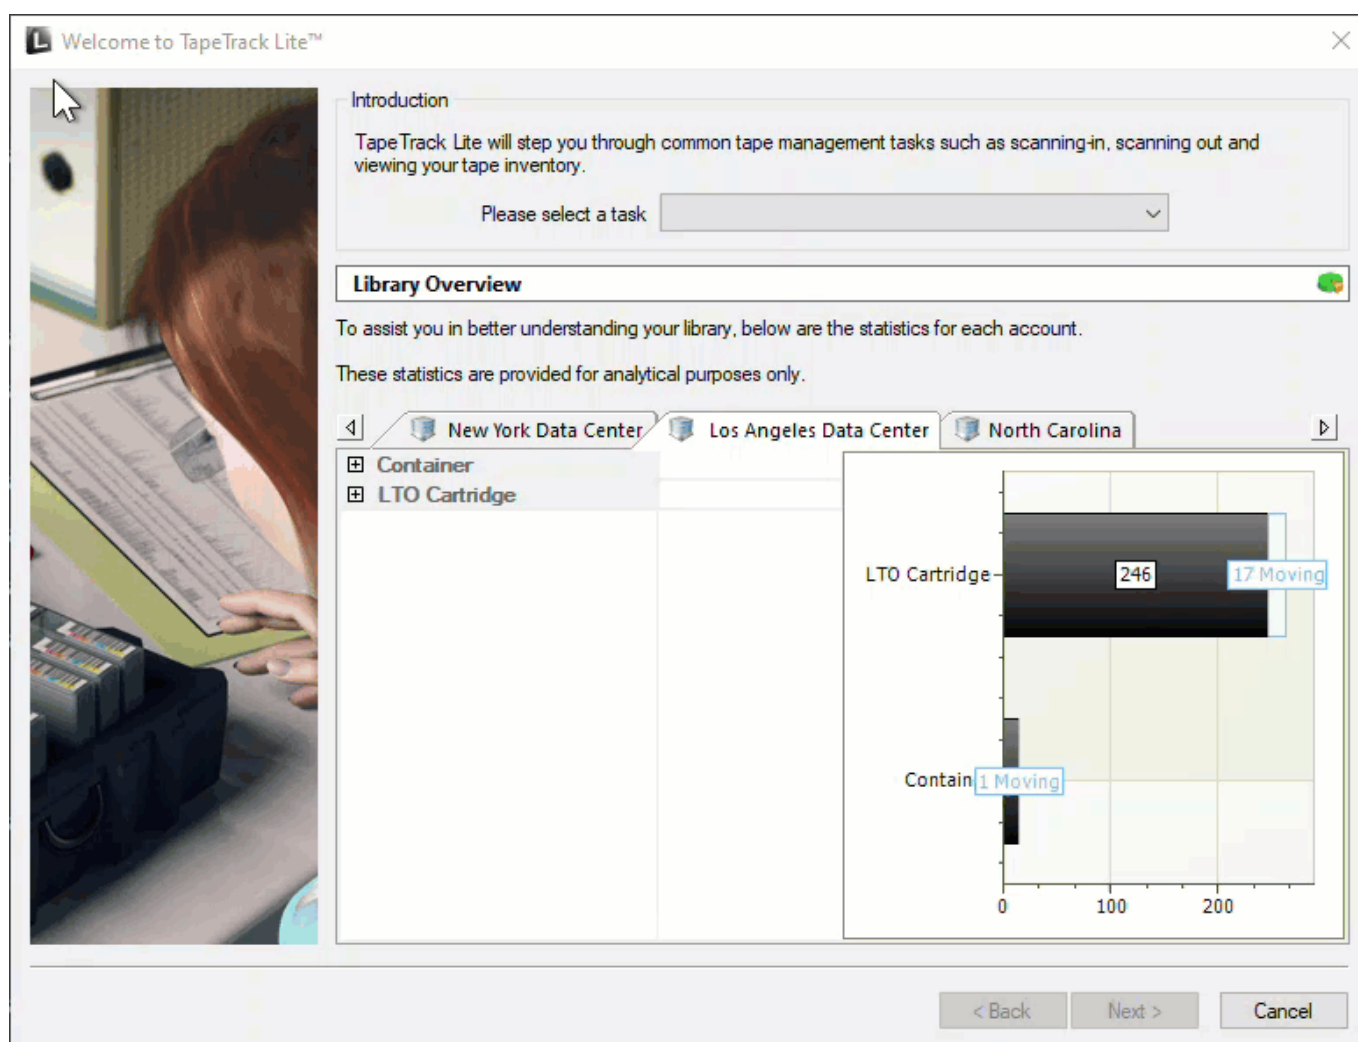 Welcome to TapeTrack Lite™
Introduction
TapeTrack Lite will step you through common tape management tasks such as scanning-in, scanning out and
viewing your tape inventory.
Please select a task
Library Overview
To assist you in better understanding your library, below are the statistics for each account.
These statistics are provided for analytical purposes only.
New York Data Center
Los Angeles Data Center
North Carolina
Container
LTO Cartridge
LTO Cartridge
246
17 Moving
Contain
1 Moving
0
100
200
< Back
Next >
Cancel